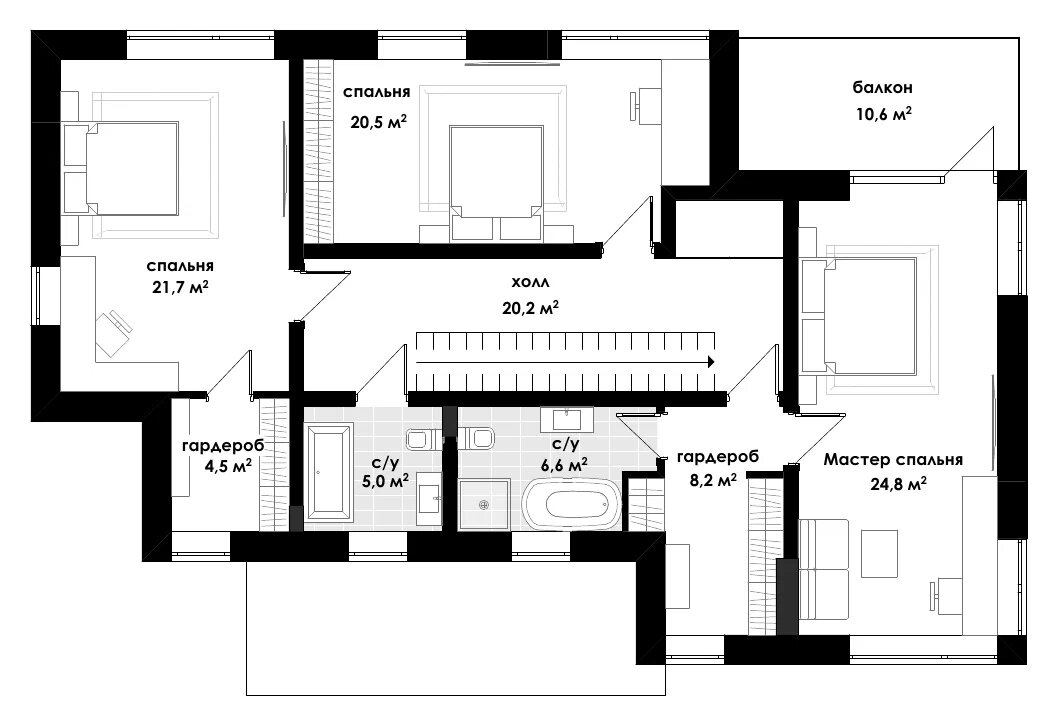 спальня
20,5 м²
балкон
10,6 м²
спальня
21,7 м²
холл
20,2 м²
гардероб
4,5 м²
с/у
5,0 м²
с/у
6,6 м²
гардероб
8,2 м²
Мастер спальня
24,8 м²